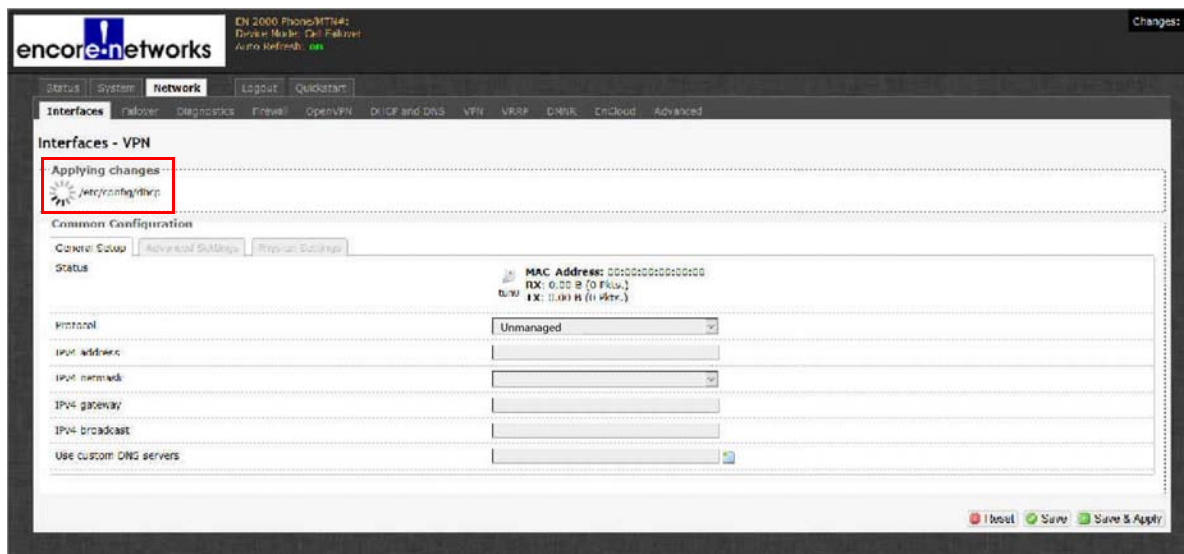 encore networks
EN 2000 Phone/MTN#:
Device Mode: Cell Failover
Auto Refresh: on
Changes:
Status System Network Logout Quickstart
Interfaces Failover Diagnostics Firewall OpenVPN DHCP and DNS VPN VRRP DMNR EnCloud Advanced
Interfaces - VPN
Applying changes
/etc/config/dhcp
Common Configuration
General Setup Advanced Settings Physical Settings
Status
MAC Address: 00:00:00:00:00:00
RX: 0.00 B (0 Pkts.)
tun0 TX: 0.00 B (0 Pkts.)
Protocol Unmanaged
IPv4 address
IPv4 netmask
IPv4 gateway
IPv4 broadcast
Use custom DNS servers
Reset Save Save & Apply